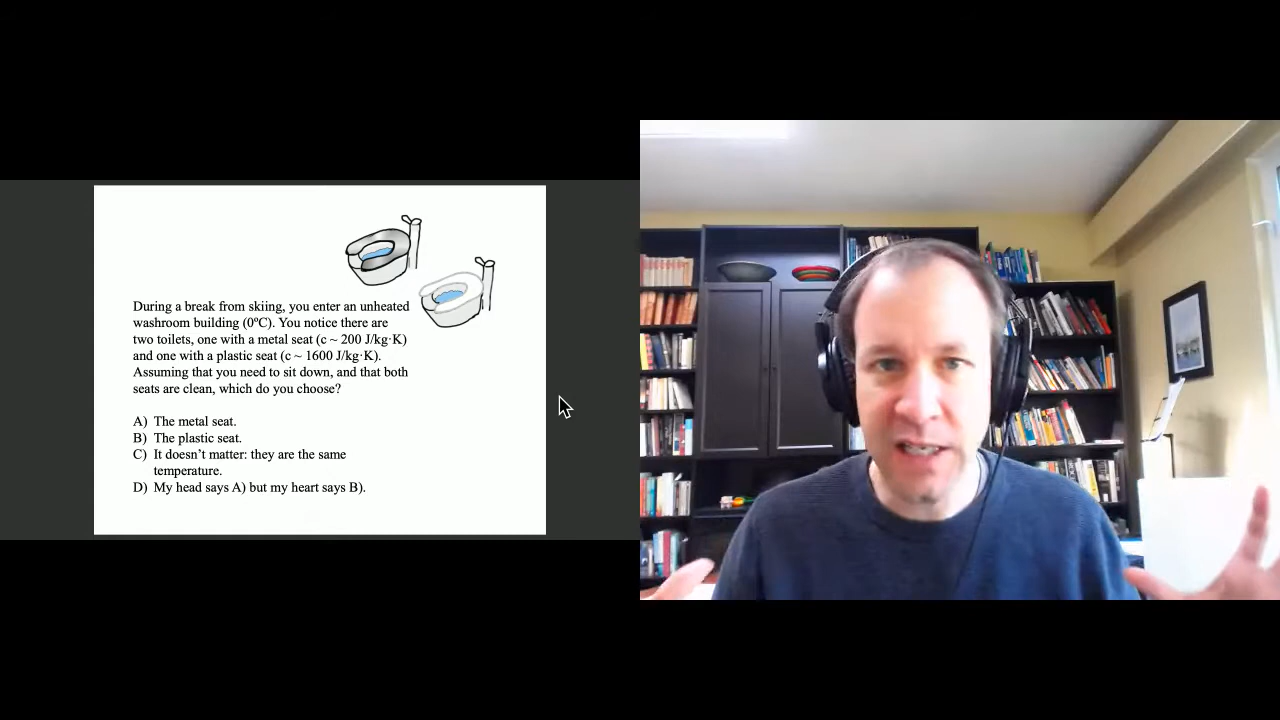 During a break from skiing, you enter an unheated
washroom building (0°C). You notice there are
two toilets, one with a metal seat (c ~ 200 J/kg·K)
and one with a plastic seat (c ~ 1600 J/kg·K).
Assuming that you need to sit down, and that both
seats are clean, which do you choose?
A) The metal seat.
B) The plastic seat.
C) It doesn't matter: they are the same
temperature.
D) My head says A) but my heart says B).